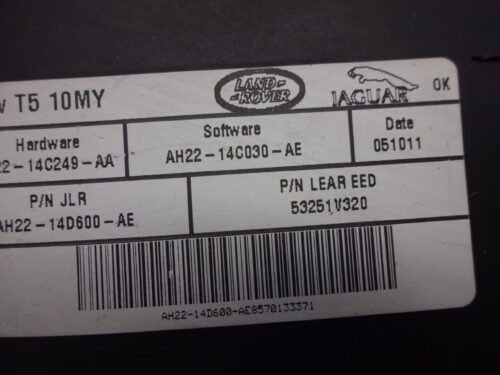 T5 10MY LAND-ROVER JAGUAR OK
Hardware Software Date
22-14C249-AA AH22-14C030-AE 051011
P/N JLR P/N LEAR EED
AH22-14D600-AE 53251V320
AH22-14D600-AE8570133371